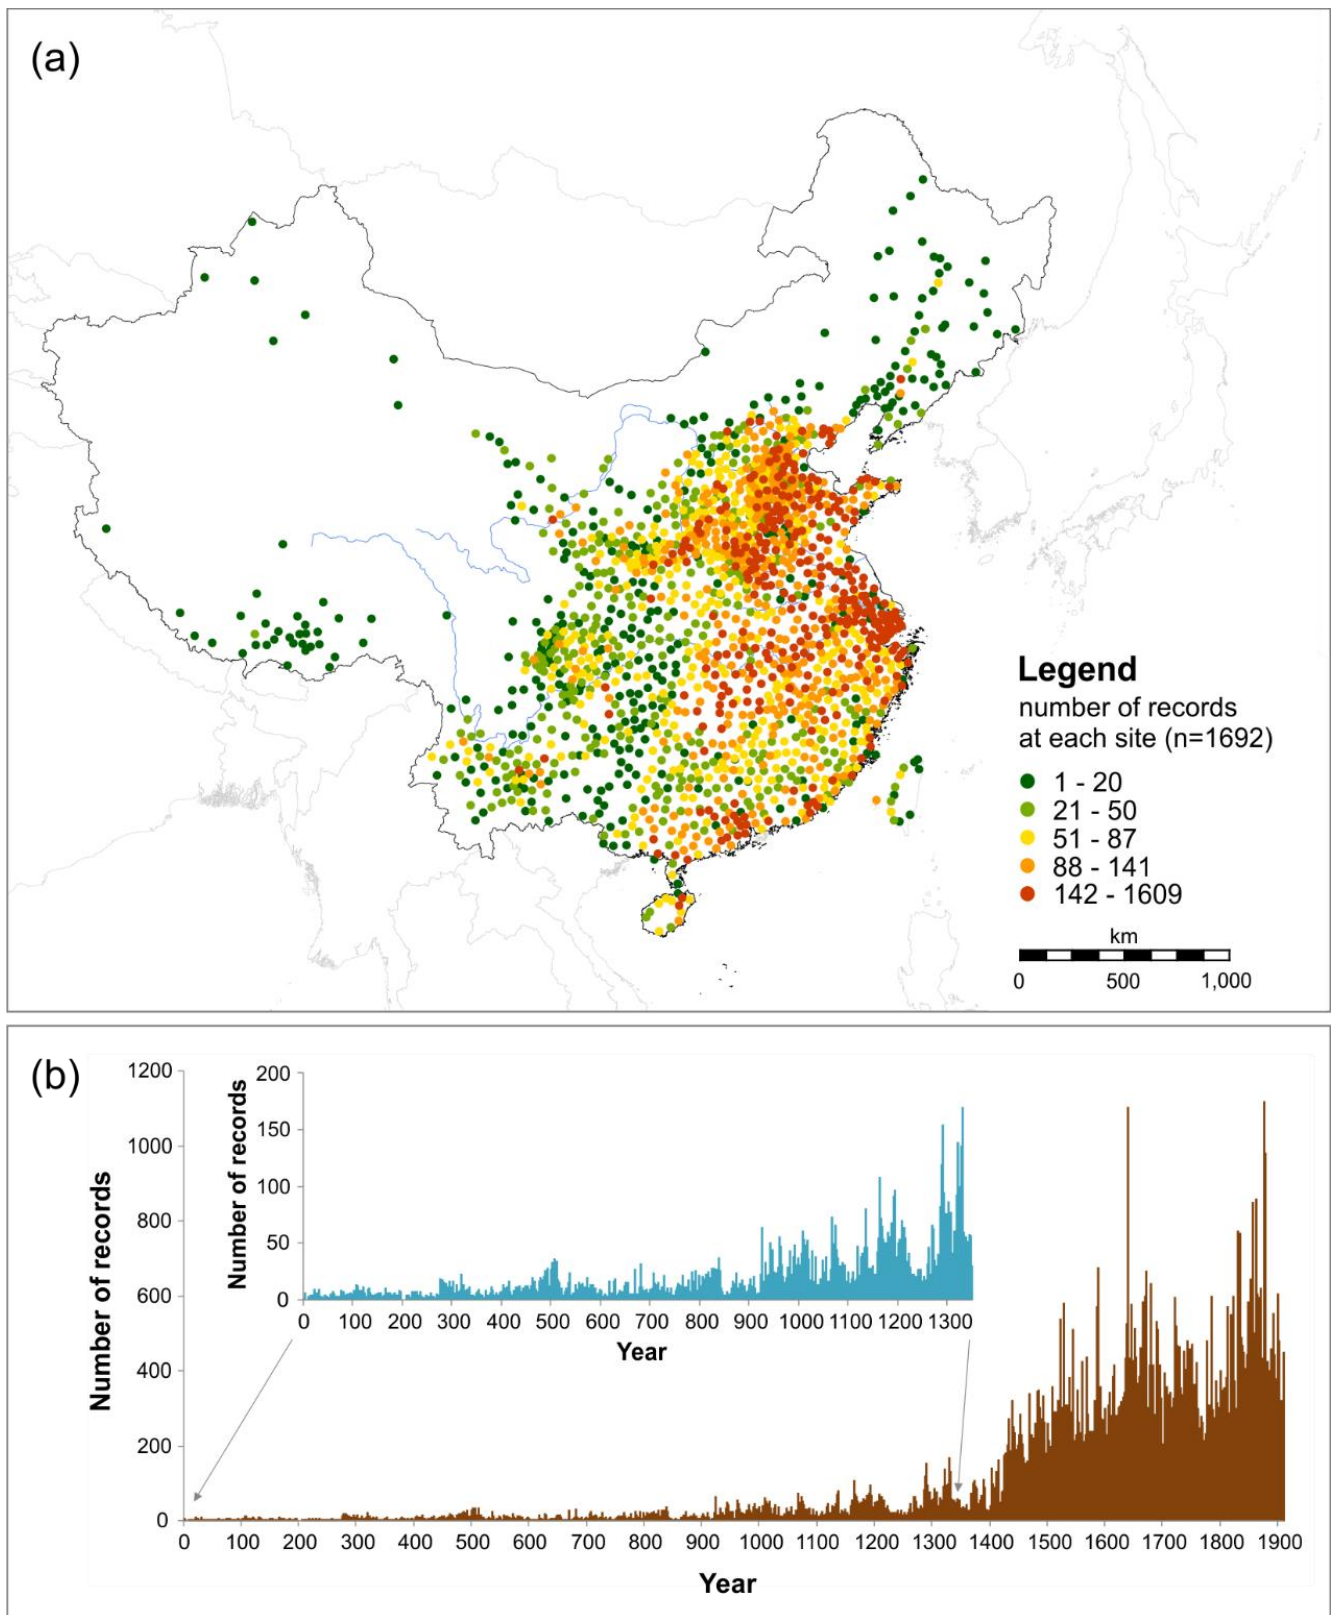 (a)
Legend
number of records
at each site (n=1692)
1 - 20
21 - 50
51 - 87
88 - 141
142 - 1609
km
0 500 1,000
(b)
Number of records
1200
1000
800
600
400
200
0
Number of records
200
150
100
50
0
0 100 200 300 400 500 600 700 800 900 1000 1100 1200 1300
Year
0 100 200 300 400 500 600 700 800 900 1000 1100 1200 1300 1400 1500 1600 1700 1800 1900
Year